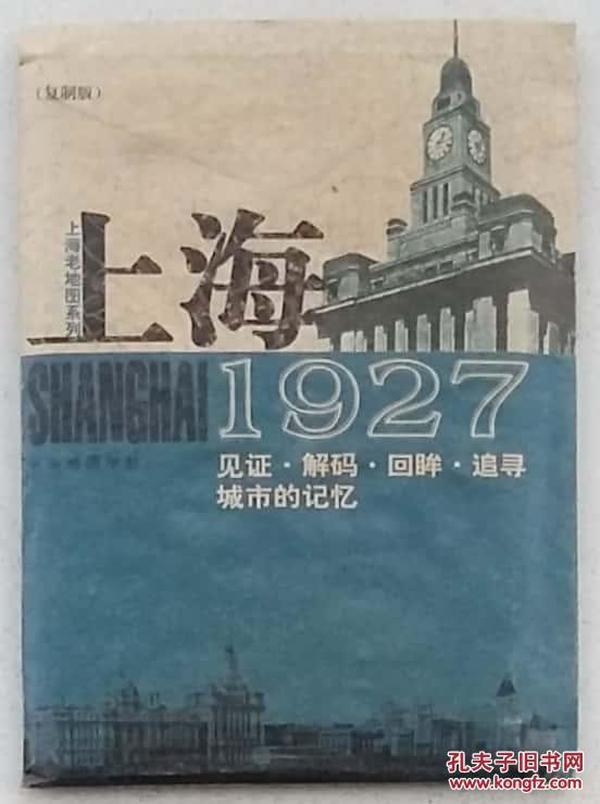 （复制版）
上海
上海老地图系列
SHANGHAI
1927
见证·解码·回眸·追寻
城市的记忆
孔夫子旧书网
www.kongfz.com